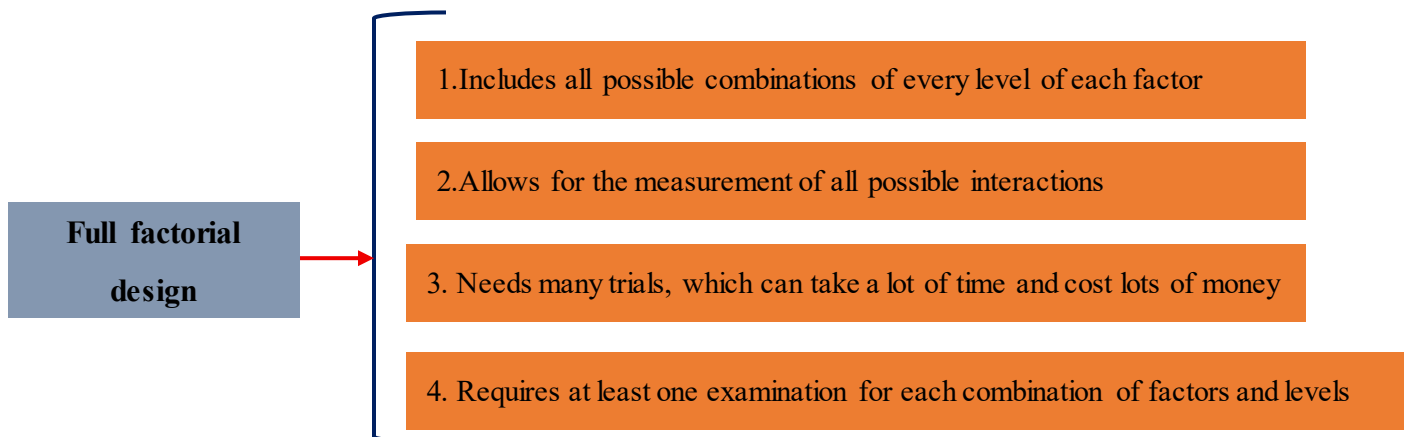 Full factorial
design
1.Includes all possible combinations of every level of each factor
2.Allows for the measurement of all possible interactions
3. Needs many trials, which can take a lot of time and cost lots of money
4. Requires at least one examination for each combination of factors and levels